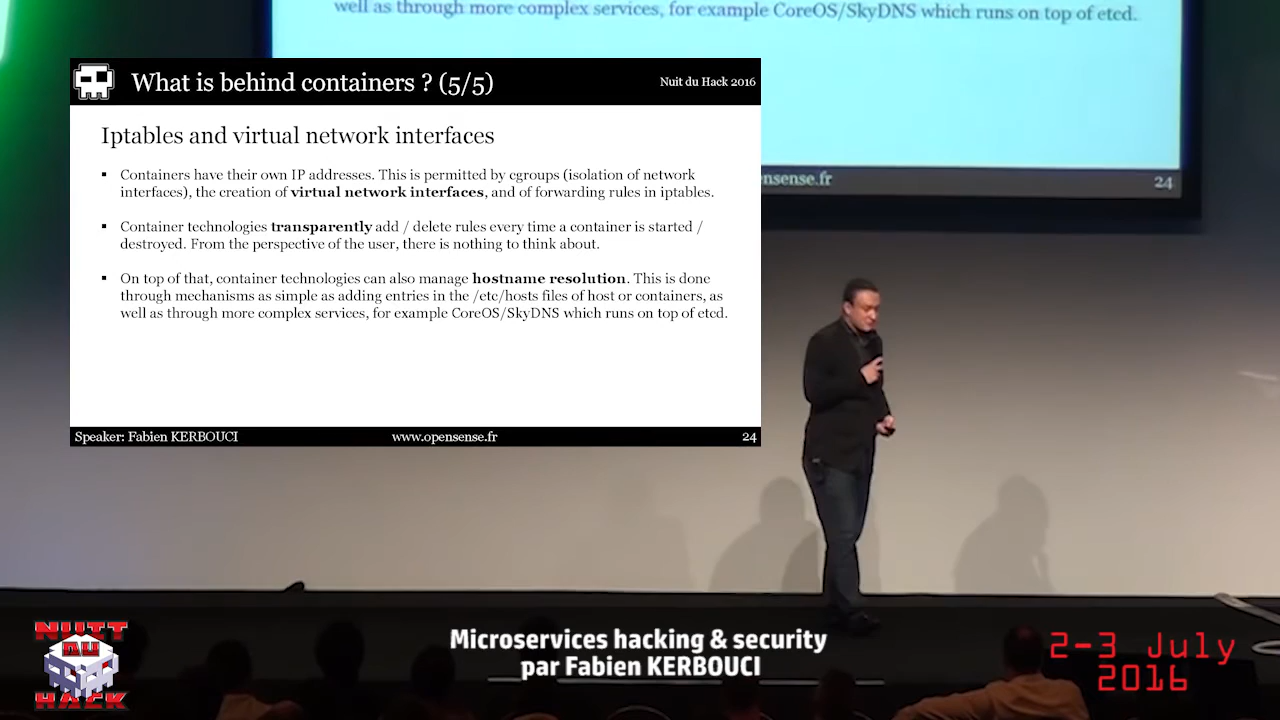 well as through more complex services, for example CoreOS/SkyDNS which runs on top of etcd.
What is behind containers ? (5/5)
Nuit du Hack 2016
Iptables and virtual network interfaces
▪ Containers have their own IP addresses. This is permitted by cgroups (isolation of network
interfaces), the creation of virtual network interfaces, and of forwarding rules in iptables.
▪ Container technologies transparently add / delete rules every time a container is started /
destroyed. From the perspective of the user, there is nothing to think about.
▪ On top of that, container technologies can also manage hostname resolution. This is done
through mechanisms as simple as adding entries in the /etc/hosts files of host or containers, as
well as through more complex services, for example CoreOS/SkyDNS which runs on top of etcd.
Speaker: Fabien KERBOUCI
www.opensense.fr
24
ensense.fr
24
NUIT
DU
HACK
Microservices hacking & security
par Fabien KERBOUCI
2-3 July
2016